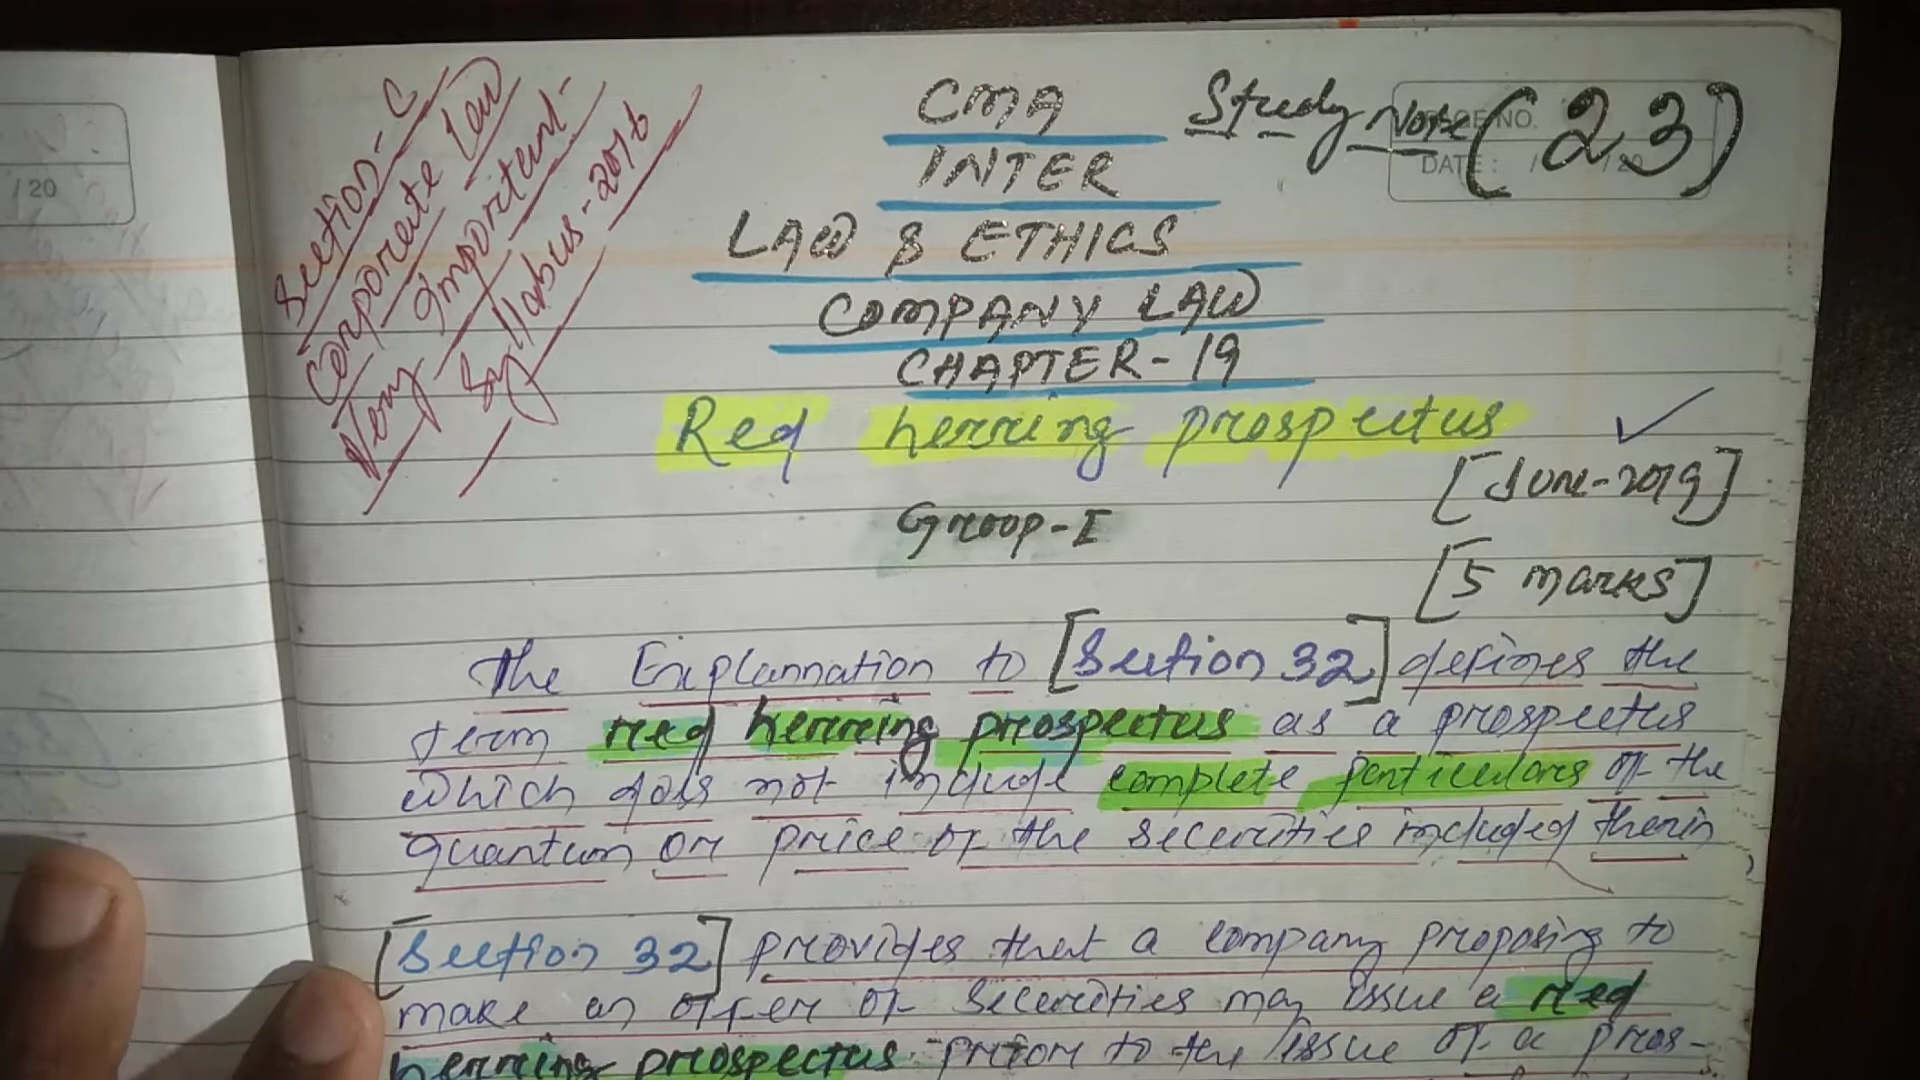 / 20
Section-C
Corporate Law
Very Important-
Syllabus-2016
CMA
Study Note (23)
PAGE NO.
DATE : / / 20
INTER
LAW & ETHICS
COMPANY LAW
CHAPTER-19
Red herring prospectus
[June-2019]
Group-I
[5 marks]
The Explannation to [Section 32] defines the
term red herring prospectus as a prospectus
which does not include complete particulars of the
quantum or price of the securities included therin,
[Section 32] provides that a company proposing to
make an offer of securities may issue a red
herring prospectus prior to the issue of a pros-